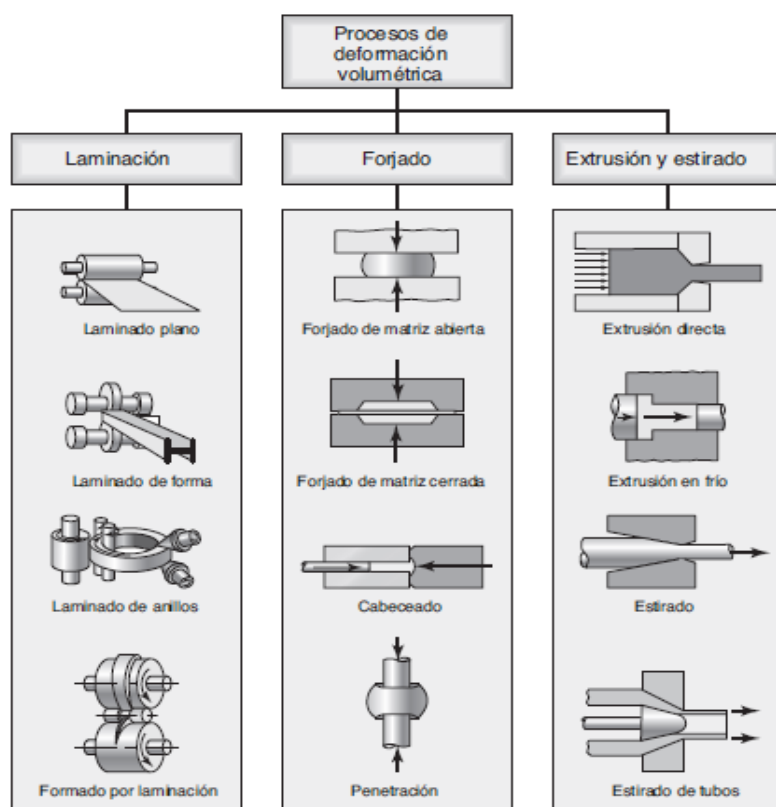 Procesos de
deformación
volumétrica
Laminación
Forjado
Extrusión y estirado
Laminado plano
Laminado de forma
Laminado de anillos
Formado por laminación
Forjado de matriz abierta
Forjado de matriz cerrada
Cabeceado
Penetración
Extrusión directa
Extrusión en frío
Estirado
Estirado de tubos